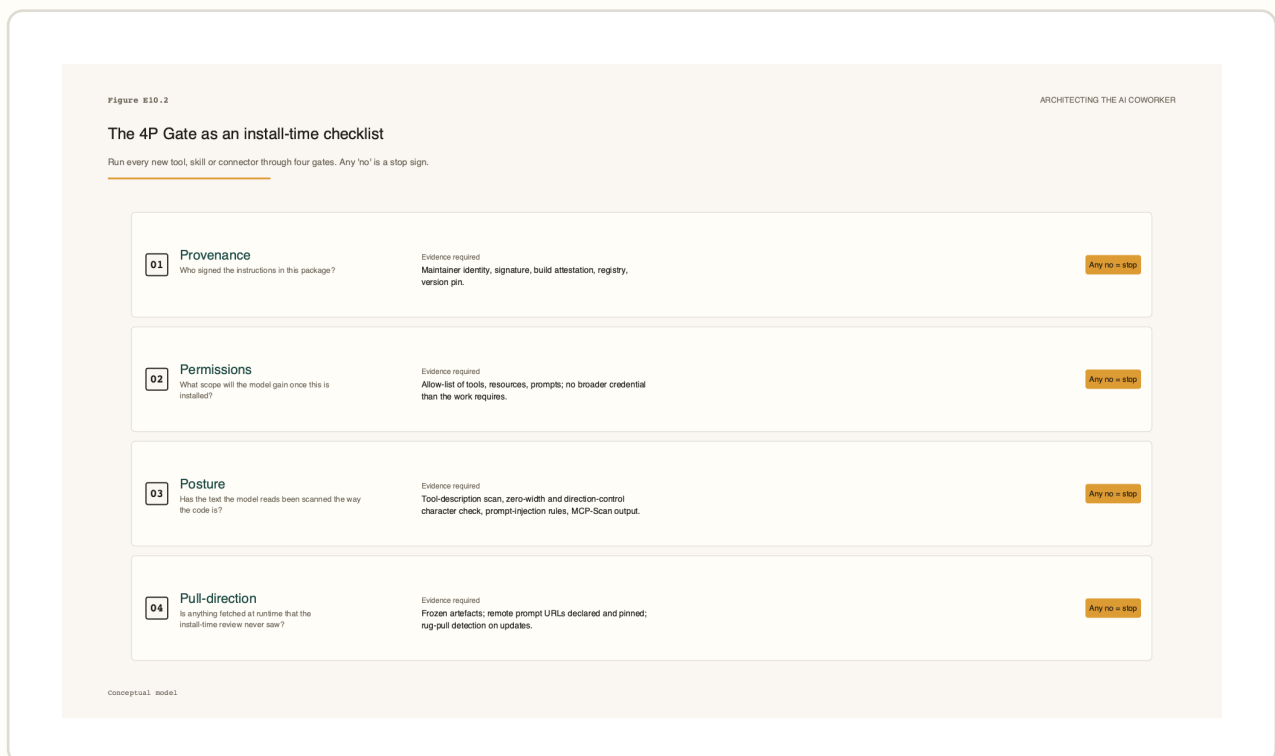 Figure E10.2
ARCHITECTING THE AI COWORKER
The 4P Gate as an install-time checklist
Run every new tool, skill or connector through four gates. Any 'no' is a stop sign.
01
Provenance
Who signed the instructions in this package?
Evidence required
Maintainer identity, signature, build attestation, registry,
version pin.
Any no = stop
02
Permissions
What scope will the model gain once this is
installed?
Evidence required
Allow-list of tools, resources, prompts; no broader credential
than the work requires.
Any no = stop
03
Posture
Has the text the model reads been scanned the way
the code is?
Evidence required
Tool-description scan, zero-width and direction-control
character check, prompt-injection rules, MCP-Scan output.
Any no = stop
04
Pull-direction
Is anything fetched at runtime that the
install-time review never saw?
Evidence required
Frozen artefacts; remote prompt URLs declared and pinned;
rug-pull detection on updates.
Any no = stop
Conceptual model